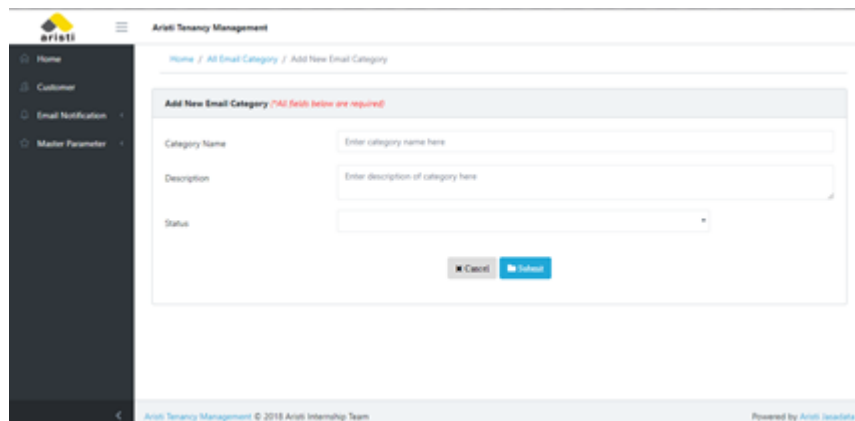 aristi
Aristi Tenancy Management
Home
Customer
Email Notification
Master Parameter
Home / All Email Category / Add New Email Category
Add New Email Category (*All fields below are required)
Category Name
Enter category name here
Description
Enter description of category here
Status
Cancel
Submit
Aristi Tenancy Management © 2018 Aristi Internship Team
Powered by Aristi Jasadata